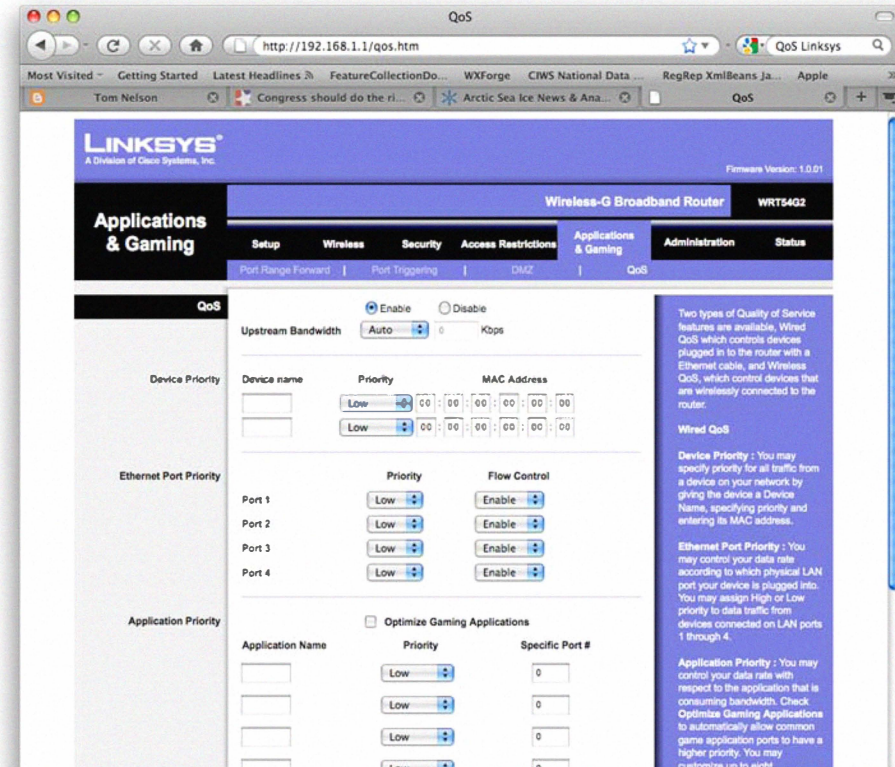 QoS
http://192.168.1.1/qos.htm
QoS Linksys
Most Visited Getting Started Latest Headlines FeatureCollectionDo... WXForge CIWS National Data ... RegRep XmlBeans Ja... Apple
Tom Nelson Congress should do the ri... Arctic Sea Ice News & Ana... QoS
LINKSYS®
A Division of Cisco Systems, Inc.
Firmware Version: 1.0.01
Wireless-G Broadband Router WRT54G2
Applications
& Gaming
Setup Wireless Security Access Restrictions Applications & Gaming Administration Status
Port Range Forward | Port Triggering | DMZ | QoS
QoS
Enable Disable
Upstream Bandwidth Auto 0 Kbps
Device Priority Device name Priority MAC Address
Low 00 : 00 : 00 : 00 : 00 : 00
Low 00 : 00 : 00 : 00 : 00 : 00
Ethernet Port Priority Priority Flow Control
Port 1 Low Enable
Port 2 Low Enable
Port 3 Low Enable
Port 4 Low Enable
Application Priority Optimize Gaming Applications
Application Name Priority Specific Port #
Low 0
Low 0
Low 0
Two types of Quality of Service
features are available, Wired
QoS which controls devices
plugged in to the router with a
Ethernet cable, and Wireless
QoS, which control devices that
are wirelessly connected to the
router.
Wired QoS
Device Priority : You may
specify priority for all traffic from
a device on your network by
giving the device a Device
Name, specifying priority and
entering its MAC address.
Ethernet Port Priority : You
may control your data rate
according to which physical LAN
port your device is plugged into.
You may assign High or Low
priority to data traffic from
devices connected on LAN ports
1 through 4.
Application Priority : You may
control your data rate with
respect to the application that is
consuming bandwidth. Check
Optimize Gaming Applications
to automatically allow common
game application ports to have a
higher priority. You may
customize up to eight